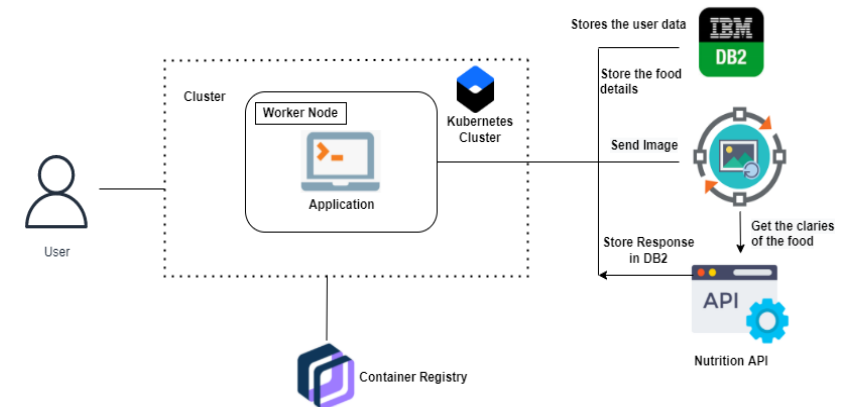 Stores the user data
IBM
DB2
Store the food
details
Cluster
Worker Node
Kubernetes
Cluster
Application
Send Image
User
Get the claries
of the food
Store Response
in DB2
API
Nutrition API
Container Registry